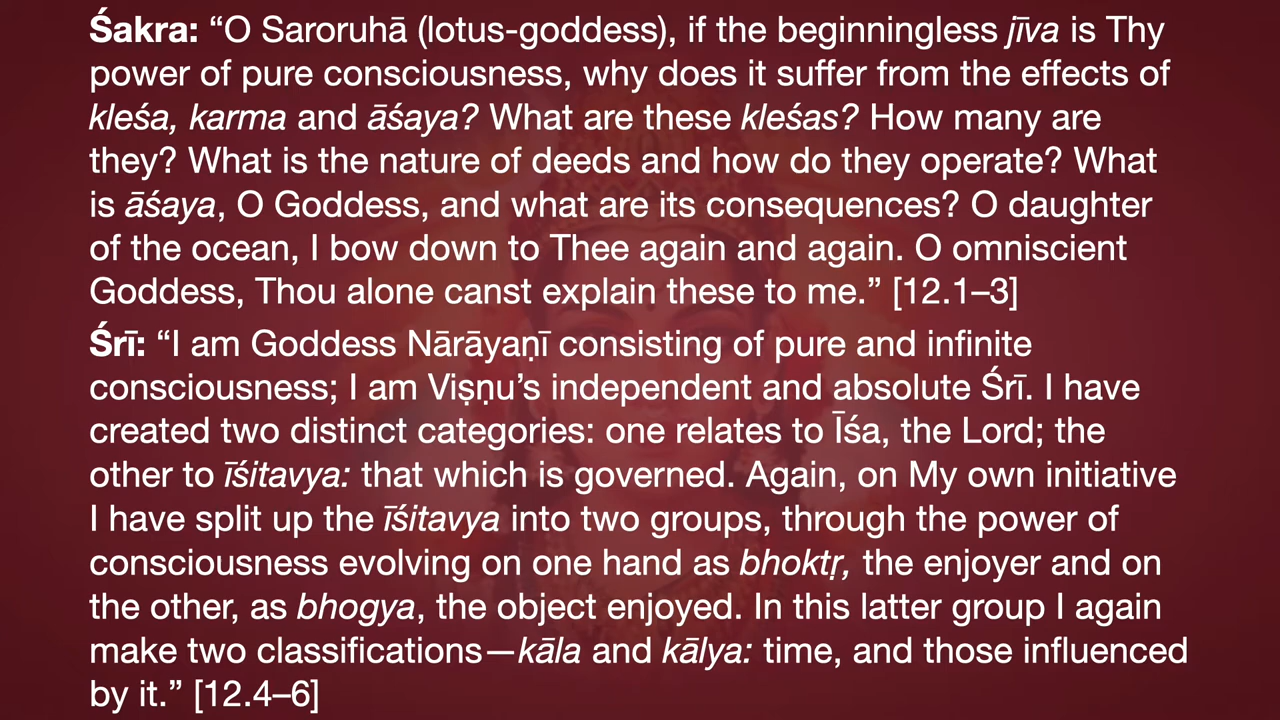 Śakra: “O Saroruhā (lotus-goddess), if the beginningless jīva is Thy
power of pure consciousness, why does it suffer from the effects of
kleśa, karma and āśaya? What are these kleśas? How many are
they? What is the nature of deeds and how do they operate? What
is āśaya, O Goddess, and what are its consequences? O daughter
of the ocean, I bow down to Thee again and again. O omniscient
Goddess, Thou alone canst explain these to me.” [12.1–3]
Śrī: “I am Goddess Nārāyaṇī consisting of pure and infinite
consciousness; I am Viṣṇu’s independent and absolute Śrī. I have
created two distinct categories: one relates to Īśa, the Lord; the
other to īśitavya: that which is governed. Again, on My own initiative
I have split up the īśitavya into two groups, through the power of
consciousness evolving on one hand as bhoktṛ, the enjoyer and on
the other, as bhogya, the object enjoyed. In this latter group I again
make two classifications—kāla and kālya: time, and those influenced
by it.” [12.4–6]